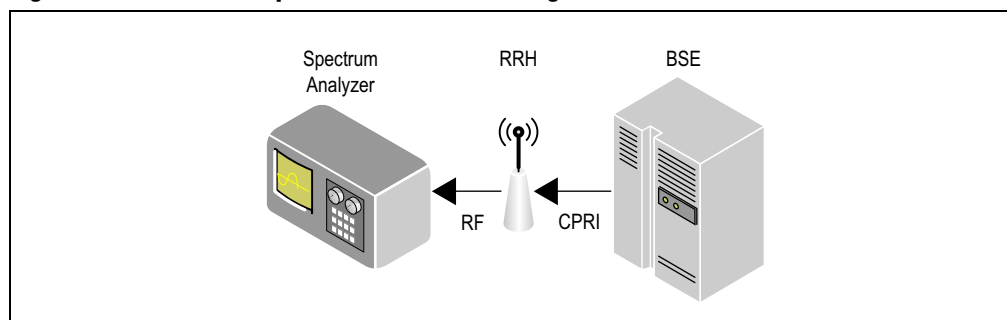 Spectrum
Analyzer
RRH
BSE
RF
CPRI